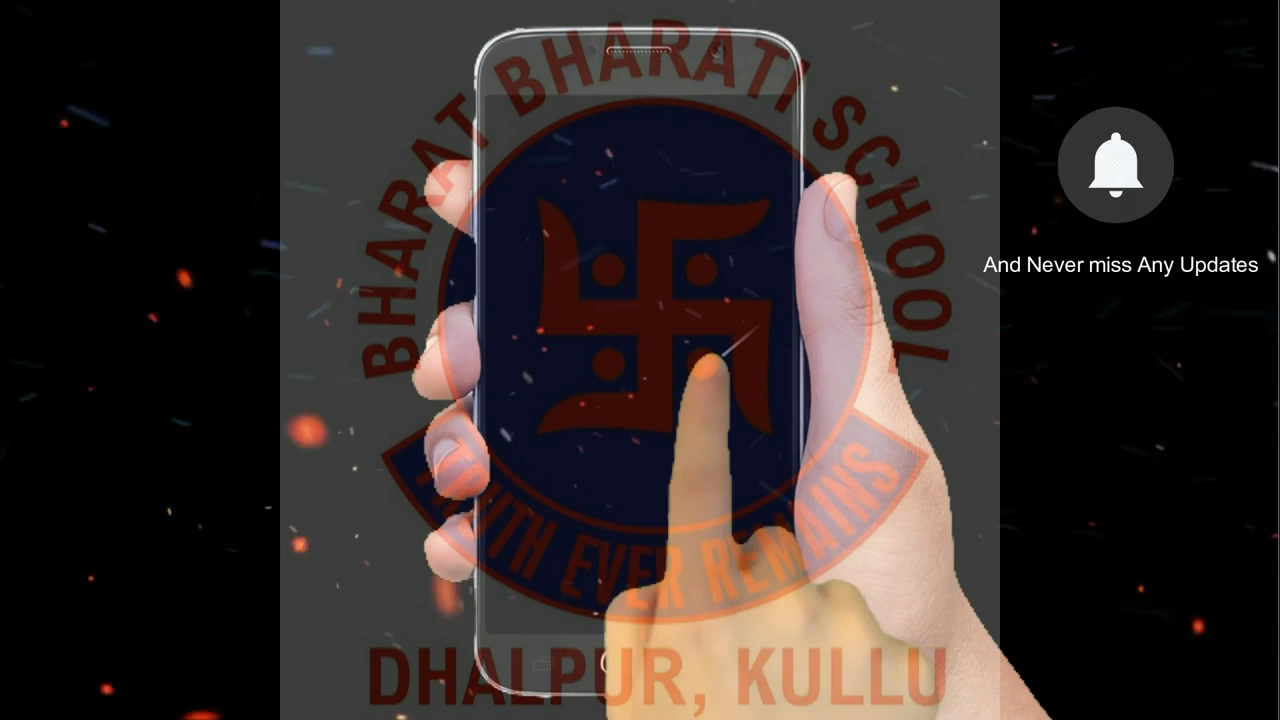 BHARAT BHARATI SCHOOL
And Never miss Any Updates
TRUTH EVER REMAINS
DHALPUR, KULLU